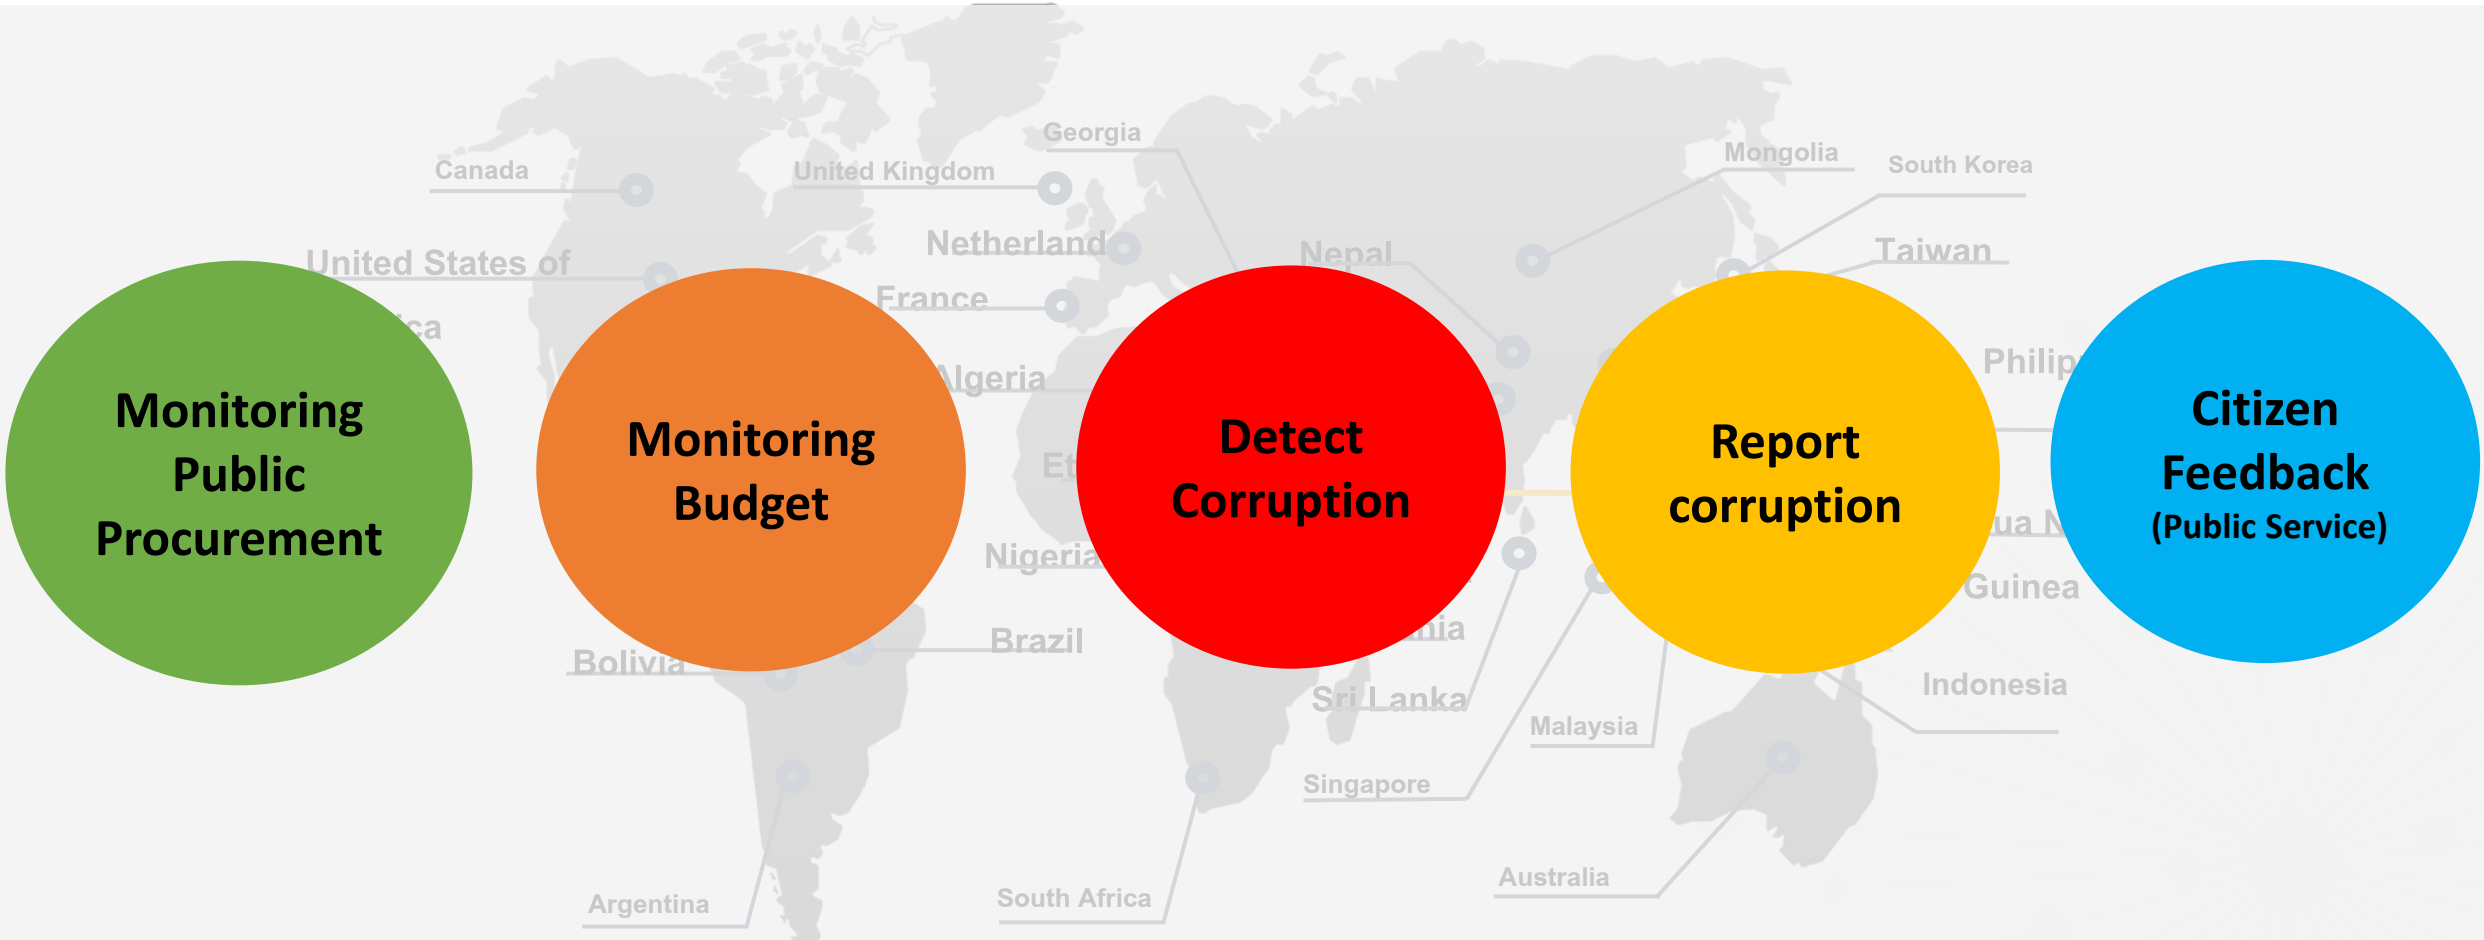 Georgia
Mongolia
South Korea
Canada
United Kingdom
United States of
Netherland
Nepal
Taiwan
France
Algeria
Monitoring
Public
Procurement
Monitoring
Budget
Detect
Corruption
Report
corruption
Citizen
Feedback
(Public Service)
Nigeria
Guinea
Brazil
Bolivia
Sri Lanka
Indonesia
Malaysia
Singapore
Australia
Argentina
South Africa